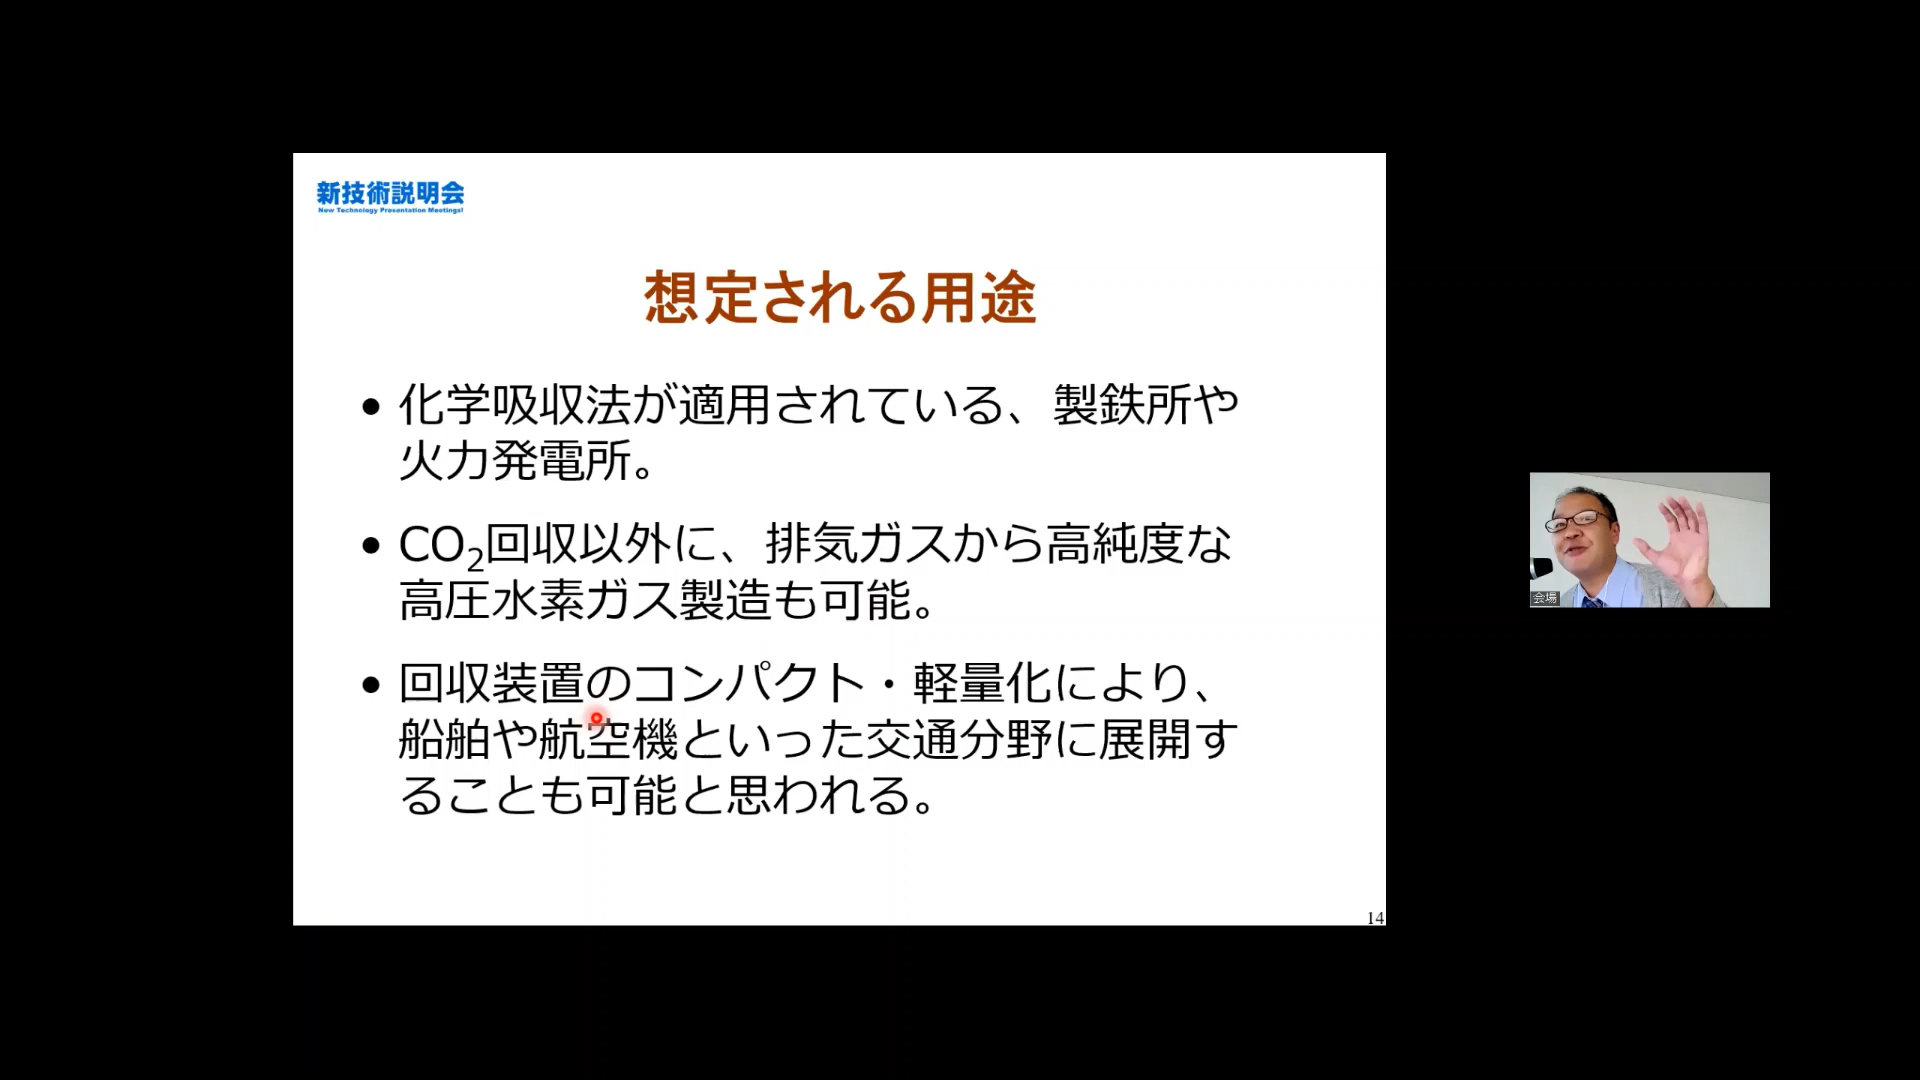 新技術説明会
New Technology Presentation Meetings!
想定される用途
• 化学吸収法が適用されている、製鉄所や
火力発電所。
• CO₂回収以外に、排気ガスから高純度な
高圧水素ガス製造も可能。
• 回収装置のコンパクト・軽量化により、
船舶や航空機といった交通分野に展開す
ることも可能と思われる。
14
会場